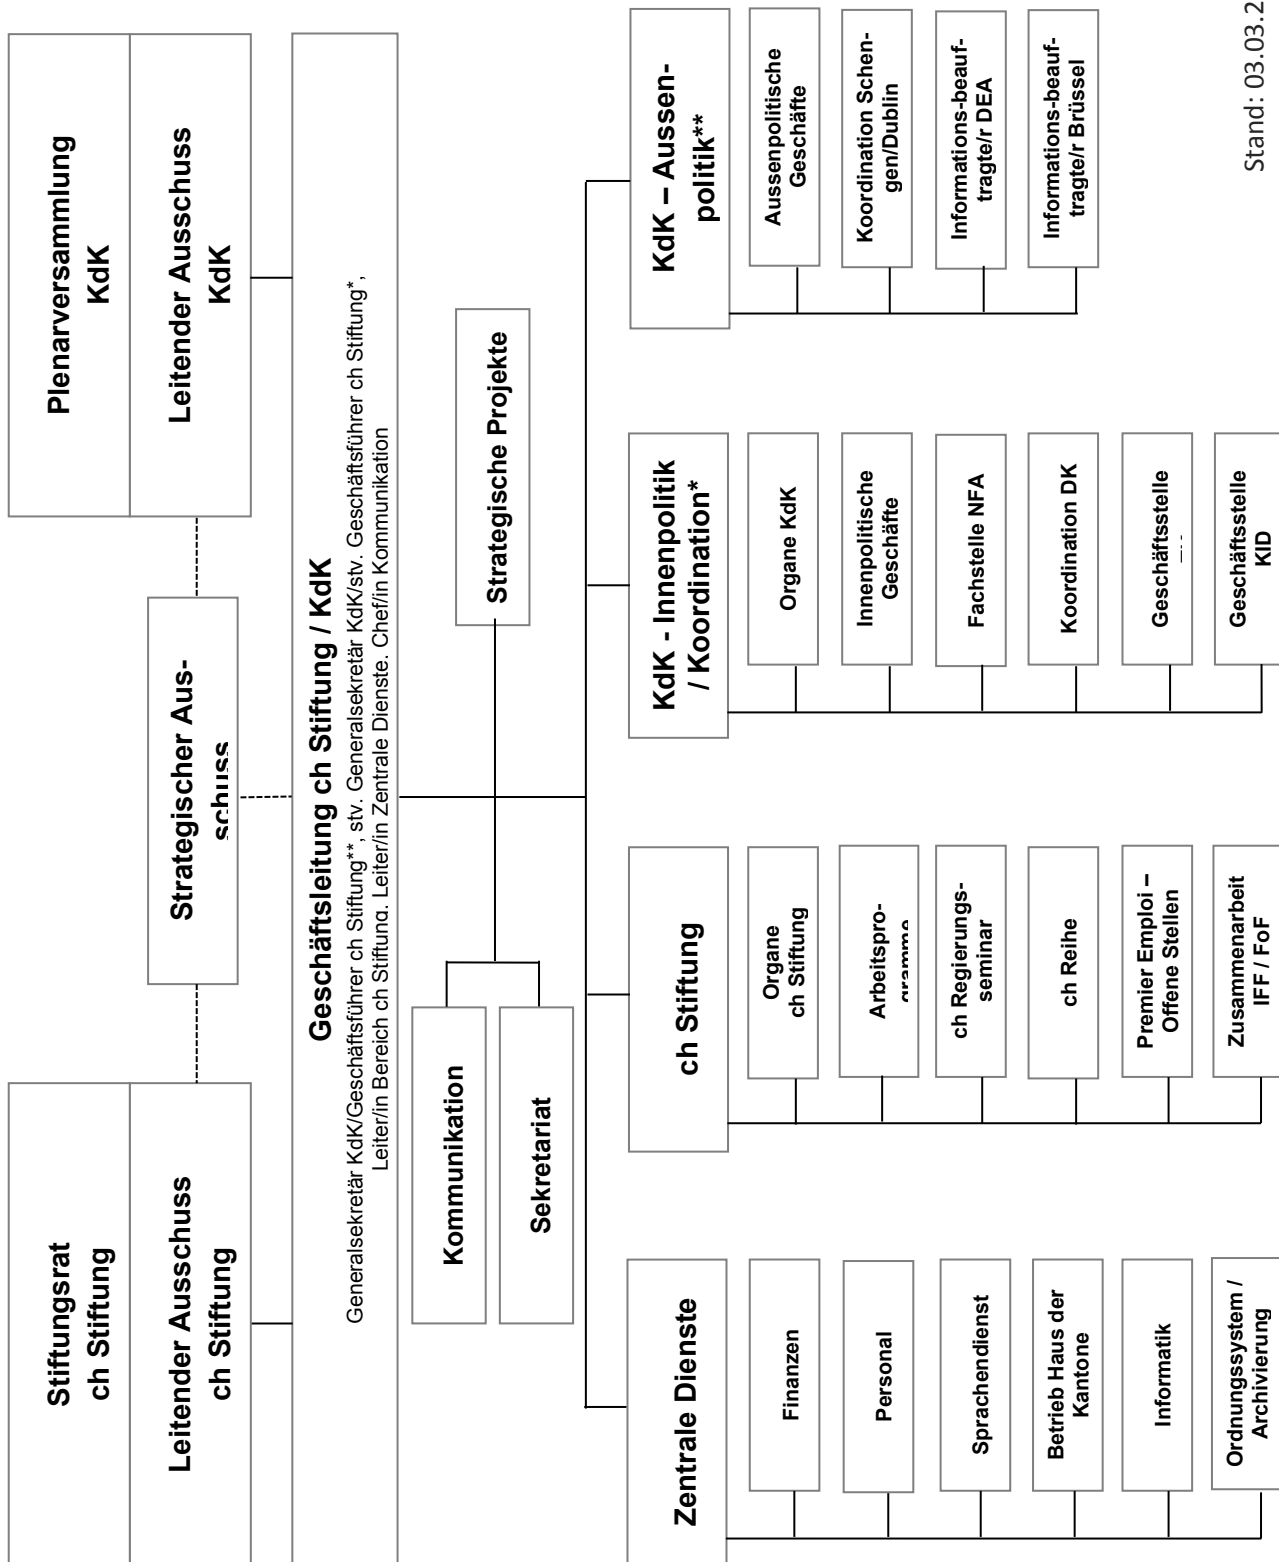 Stiftungsrat
ch Stiftung
Leitender Ausschuss
ch Stiftung
Plenarversammlung
KdK
Leitender Ausschuss
KdK
Strategischer Aus-
schuss
Geschäftsleitung ch Stiftung / KdK
Generalsekretär KdK/Geschäftsführer ch Stiftung**, stv. Generalsekretär KdK/stv. Geschäftsführer ch Stiftung*,
Leiter/in Bereich ch Stiftung, Leiter/in Zentrale Dienste, Chef/in Kommunikation
Kommunikation
Sekretariat
Strategische Projekte
Zentrale Dienste
Finanzen
Personal
Sprachendienst
Betrieb Haus der
Kantone
Informatik
Ordnungssystem /
Archivierung
ch Stiftung
Organe
ch Stiftung
Arbeitspro-
gramme
ch Regierungs-
seminar
ch Reihe
Premier Emploi –
Offene Stellen
Zusammenarbeit
IFF / FoF
KdK - Innenpolitik
/ Koordination*
Organe KdK
Innenpolitische
Geschäfte
Fachstelle NFA
Koordination DK
Geschäftsstelle
Geschäftsstelle
KID
KdK – Aussen-
politik**
Aussenpolitische
Geschäfte
Koordination Schen-
gen/Dublin
Informations-beauf-
tragte/r DEA
Informations-beauf-
tragte/r Brüssel
Stand: 03.03.2